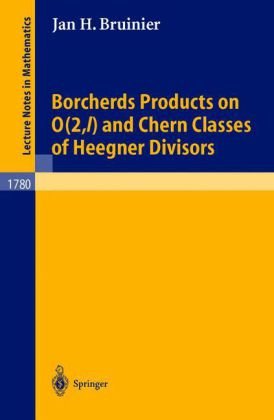 Jan H. Bruinier
Lecture Notes in Mathematics
Borcherds Products on
O(2,l) and Chern Classes
of Heegner Divisors
1780
Springer